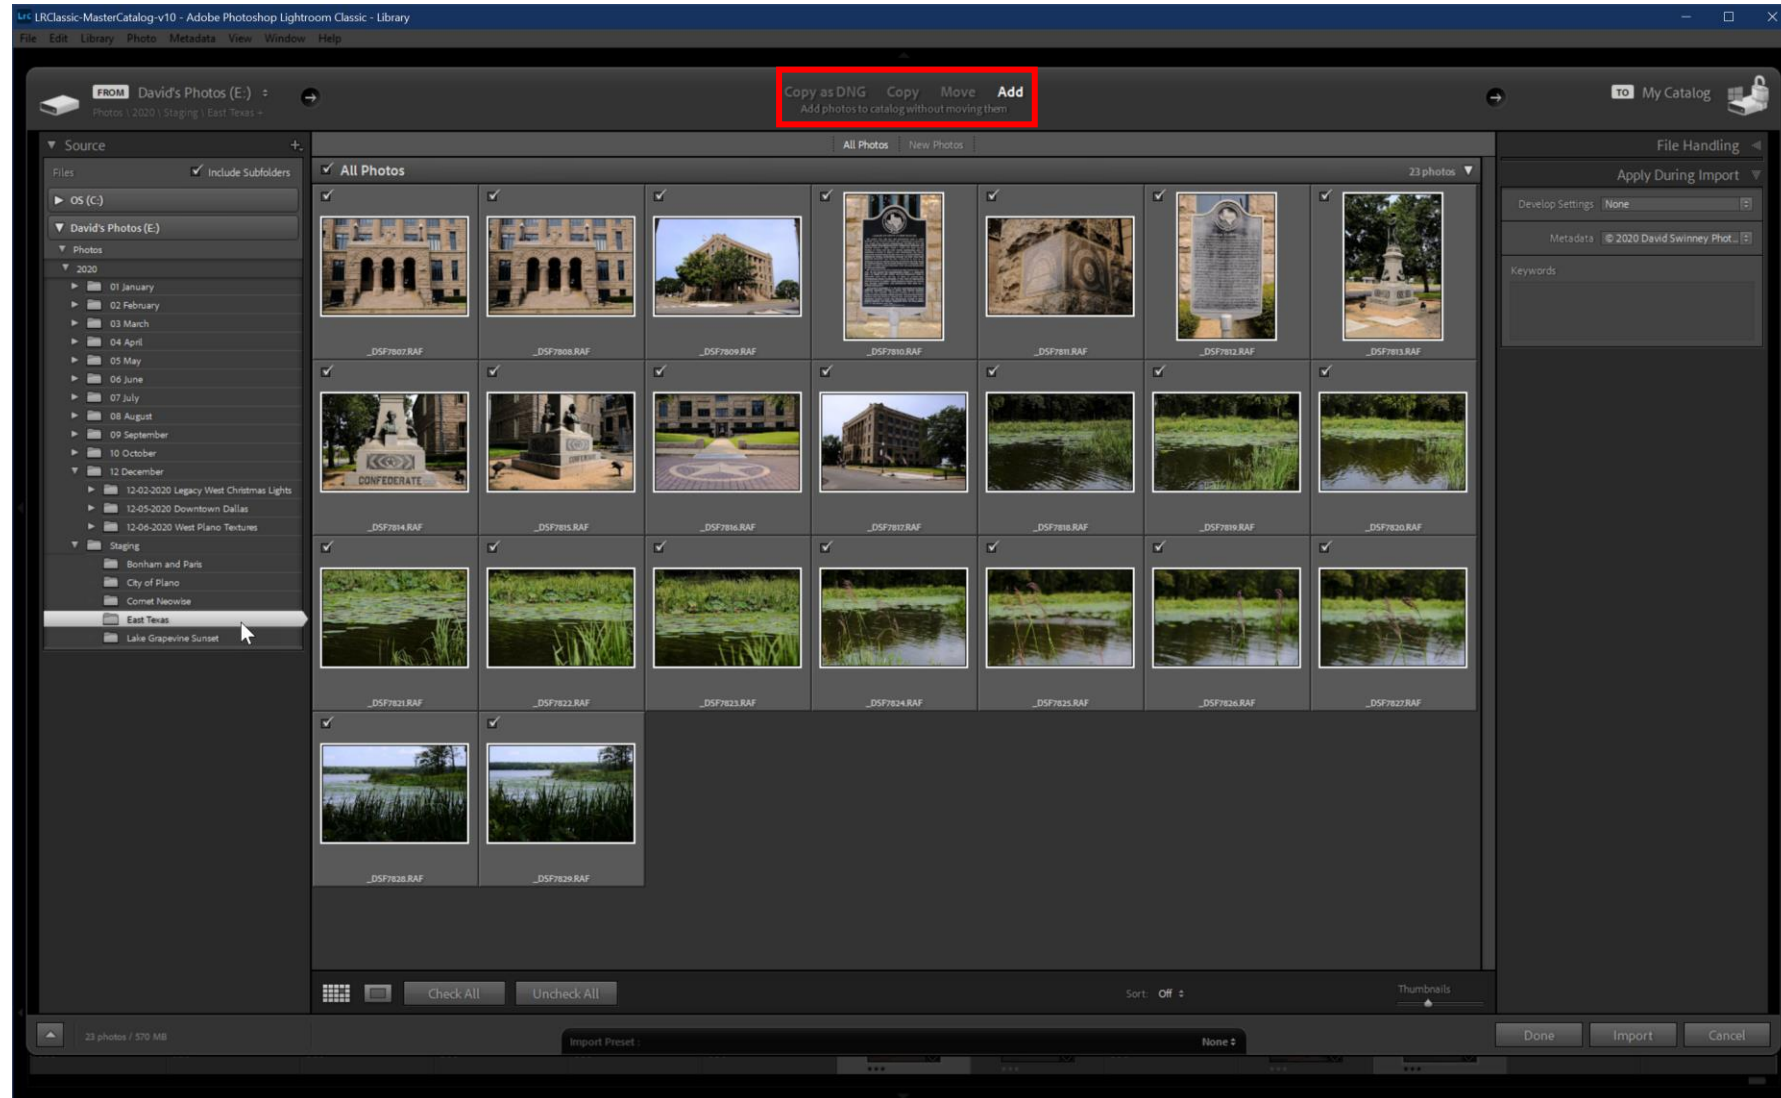 LRClassic-MasterCatalog-v10 - Adobe Photoshop Lightroom Classic - Library
File Edit Library Photo Metadata View Window Help
FROM David's Photos (E:)
Photos \ 2020 \ Staging \ East Texas +
Copy as DNG Copy Move Add
Add photos to catalog without moving them
TO My Catalog
Source +
Files Include Subfolders
OS (C:)
David's Photos (E:)
Photos
2020
01 January
02 February
03 March
04 April
05 May
06 June
07 July
08 August
09 September
10 October
12 December
12-02-2020 Legacy West Christmas Lights
12-05-2020 Downtown Dallas
12-06-2020 West Plano Textures
Staging
Bonham and Paris
City of Plano
Comet Neowise
East Texas
Lake Grapevine Sunset
All Photos New Photos
All Photos 23 photos
_DSF7807.RAF _DSF7808.RAF _DSF7809.RAF _DSF7810.RAF _DSF7811.RAF _DSF7812.RAF _DSF7813.RAF
CONFEDERATE
_DSF7814.RAF _DSF7815.RAF _DSF7816.RAF _DSF7817.RAF _DSF7818.RAF _DSF7819.RAF _DSF7820.RAF
_DSF7821.RAF _DSF7822.RAF _DSF7823.RAF _DSF7824.RAF _DSF7825.RAF _DSF7826.RAF _DSF7827.RAF
_DSF7828.RAF _DSF7829.RAF
Check All Uncheck All Sort: Off Thumbnails
File Handling
Apply During Import
Develop Settings None
Metadata © 2020 David Swinney Phot...
Keywords
23 photos / 570 MB
Import Preset : None
Done Import Cancel